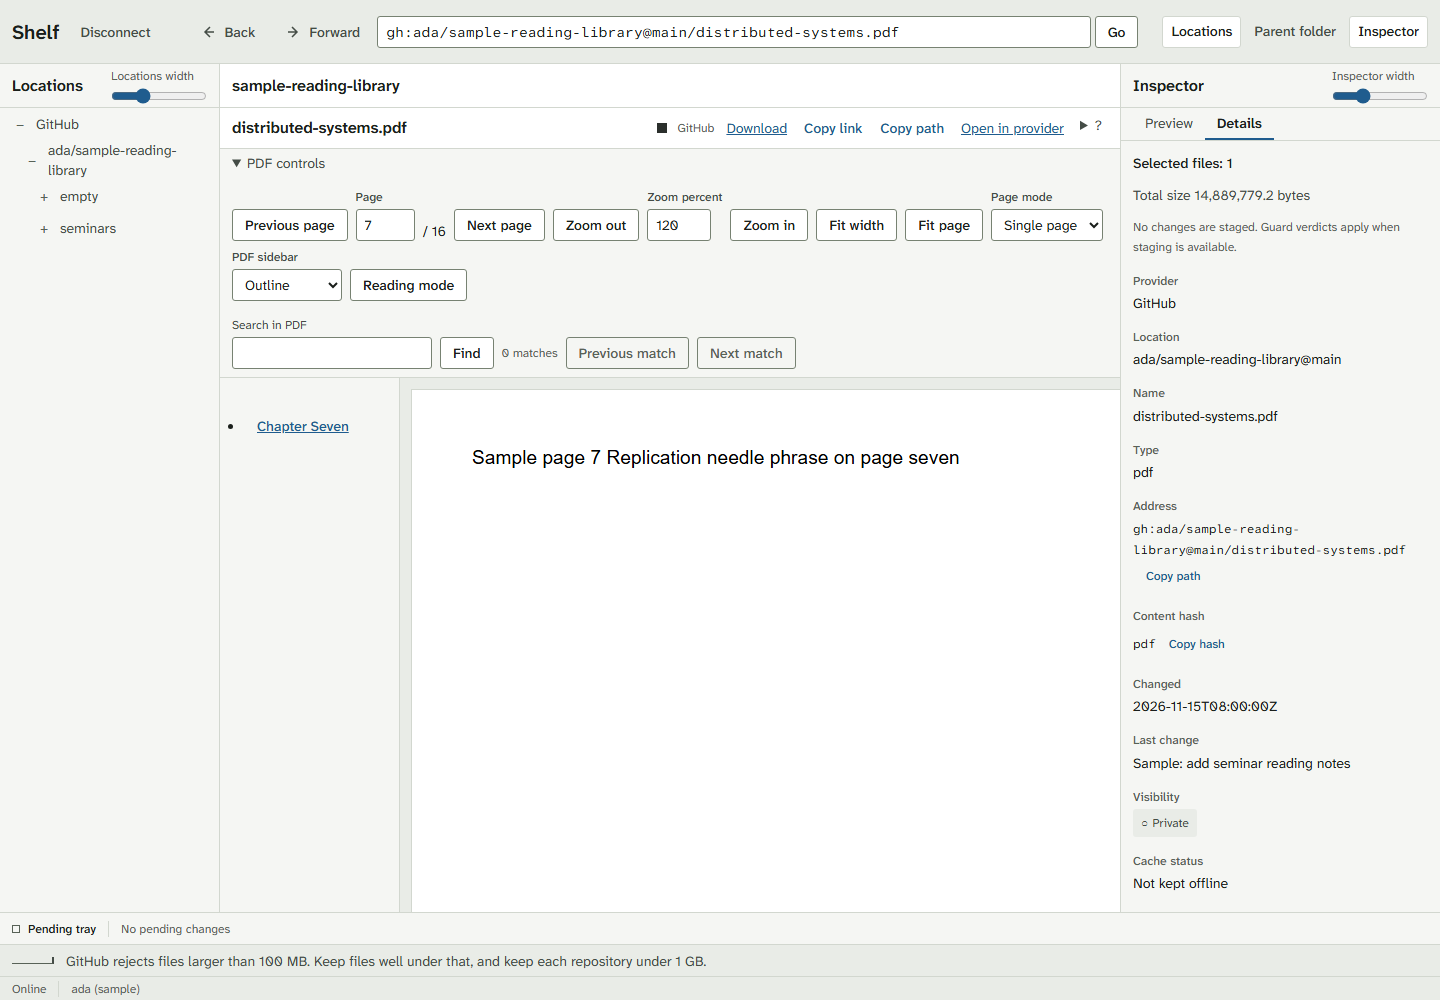 Shelf
Disconnect
Back
Forward
gh:ada/sample-reading-library@main/distributed-systems.pdf
Go
Locations
Parent folder
Inspector
Locations
Locations width
GitHub
ada/sample-reading-
library
empty
seminars
sample-reading-library
distributed-systems.pdf
GitHub
Download
Copy link
Copy path
Open in provider
?
PDF controls
Previous page
Page
7
/ 16
Next page
Zoom out
Zoom percent
120
Zoom in
Fit width
Fit page
Page mode
Single page
PDF sidebar
Outline
Reading mode
Search in PDF
Find
0 matches
Previous match
Next match
Chapter Seven
Sample page 7 Replication needle phrase on page seven
Inspector
Inspector width
Preview
Details
Selected files: 1
Total size 14,889,779.2 bytes
No changes are staged. Guard verdicts apply when
staging is available.
Provider
GitHub
Location
ada/sample-reading-library@main
Name
distributed-systems.pdf
Type
pdf
Address
gh:ada/sample-reading-
library@main/distributed-systems.pdf
Copy path
Content hash
pdf
Copy hash
Changed
2026-11-15T08:00:00Z
Last change
Sample: add seminar reading notes
Visibility
Private
Cache status
Not kept offline
Pending tray
No pending changes
GitHub rejects files larger than 100 MB. Keep files well under that, and keep each repository under 1 GB.
Online
ada (sample)